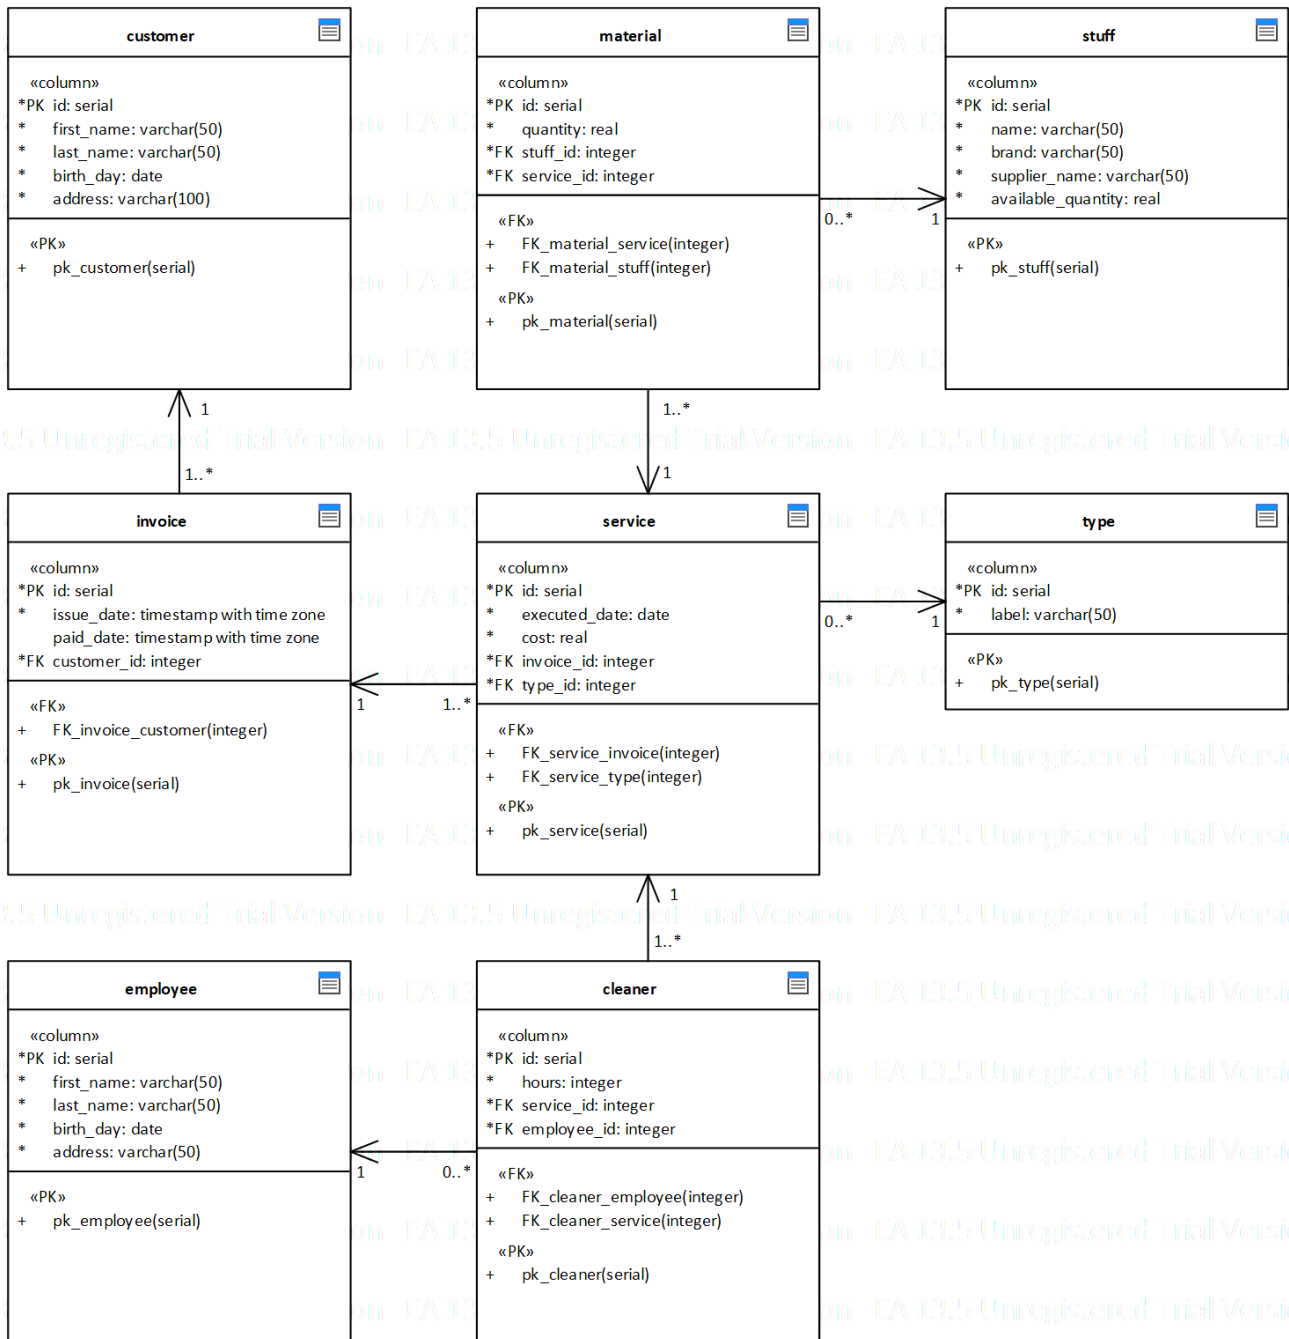 customer
«column»
*PK id: serial
* first_name: varchar(50)
* last_name: varchar(50)
* birth_day: date
* address: varchar(100)
«PK»
+ pk_customer(serial)
material
«column»
*PK id: serial
* quantity: real
*FK stuff_id: integer
*FK service_id: integer
«FK»
+ FK_material_service(integer)
+ FK_material_stuff(integer)
«PK»
+ pk_material(serial)
0..*
1
stuff
«column»
*PK id: serial
* name: varchar(50)
* brand: varchar(50)
* supplier_name: varchar(50)
* available_quantity: real
«PK»
+ pk_stuff(serial)
1
1..*
1..*
1
EA 13.5 Unregistered Trial Version
invoice
«column»
*PK id: serial
* issue_date: timestamp with time zone
paid_date: timestamp with time zone
*FK customer_id: integer
«FK»
+ FK_invoice_customer(integer)
«PK»
+ pk_invoice(serial)
1
1..*
service
«column»
*PK id: serial
* executed_date: date
* cost: real
*FK invoice_id: integer
*FK type_id: integer
«FK»
+ FK_service_invoice(integer)
+ FK_service_type(integer)
«PK»
+ pk_service(serial)
0..*
1
type
«column»
*PK id: serial
* label: varchar(50)
«PK»
+ pk_type(serial)
1
1..*
employee
«column»
*PK id: serial
* first_name: varchar(50)
* last_name: varchar(50)
* birth_day: date
* address: varchar(50)
«PK»
+ pk_employee(serial)
1
0..*
cleaner
«column»
*PK id: serial
* hours: integer
*FK service_id: integer
*FK employee_id: integer
«FK»
+ FK_cleaner_employee(integer)
+ FK_cleaner_service(integer)
«PK»
+ pk_cleaner(serial)